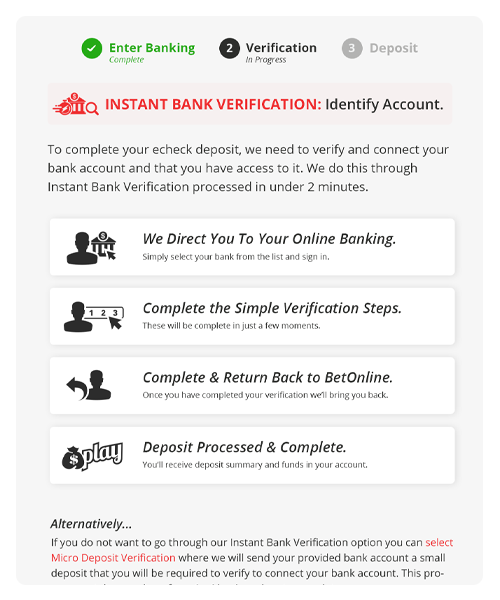 Enter Banking
Complete
2 Verification
In Progress
3 Deposit
INSTANT BANK VERIFICATION: Identify Account.
To complete your echeck deposit, we need to verify and connect your
bank account and that you have access to it. We do this through
Instant Bank Verification processed in under 2 minutes.
$
We Direct You To Your Online Banking.
Simply select your bank from the list and sign in.
1 2 3
Complete the Simple Verification Steps.
These will be complete in just a few moments.
Complete & Return Back to BetOnline.
Once you have completed your verification we'll bring you back.
$ play
Deposit Processed & Complete.
You'll receive deposit summary and funds in your account.
Alternatively...
If you do not want to go through our Instant Bank Verification option you can select
Micro Deposit Verification where we will send your provided bank account a small
deposit that you will be required to verify to connect your bank account. This pro-